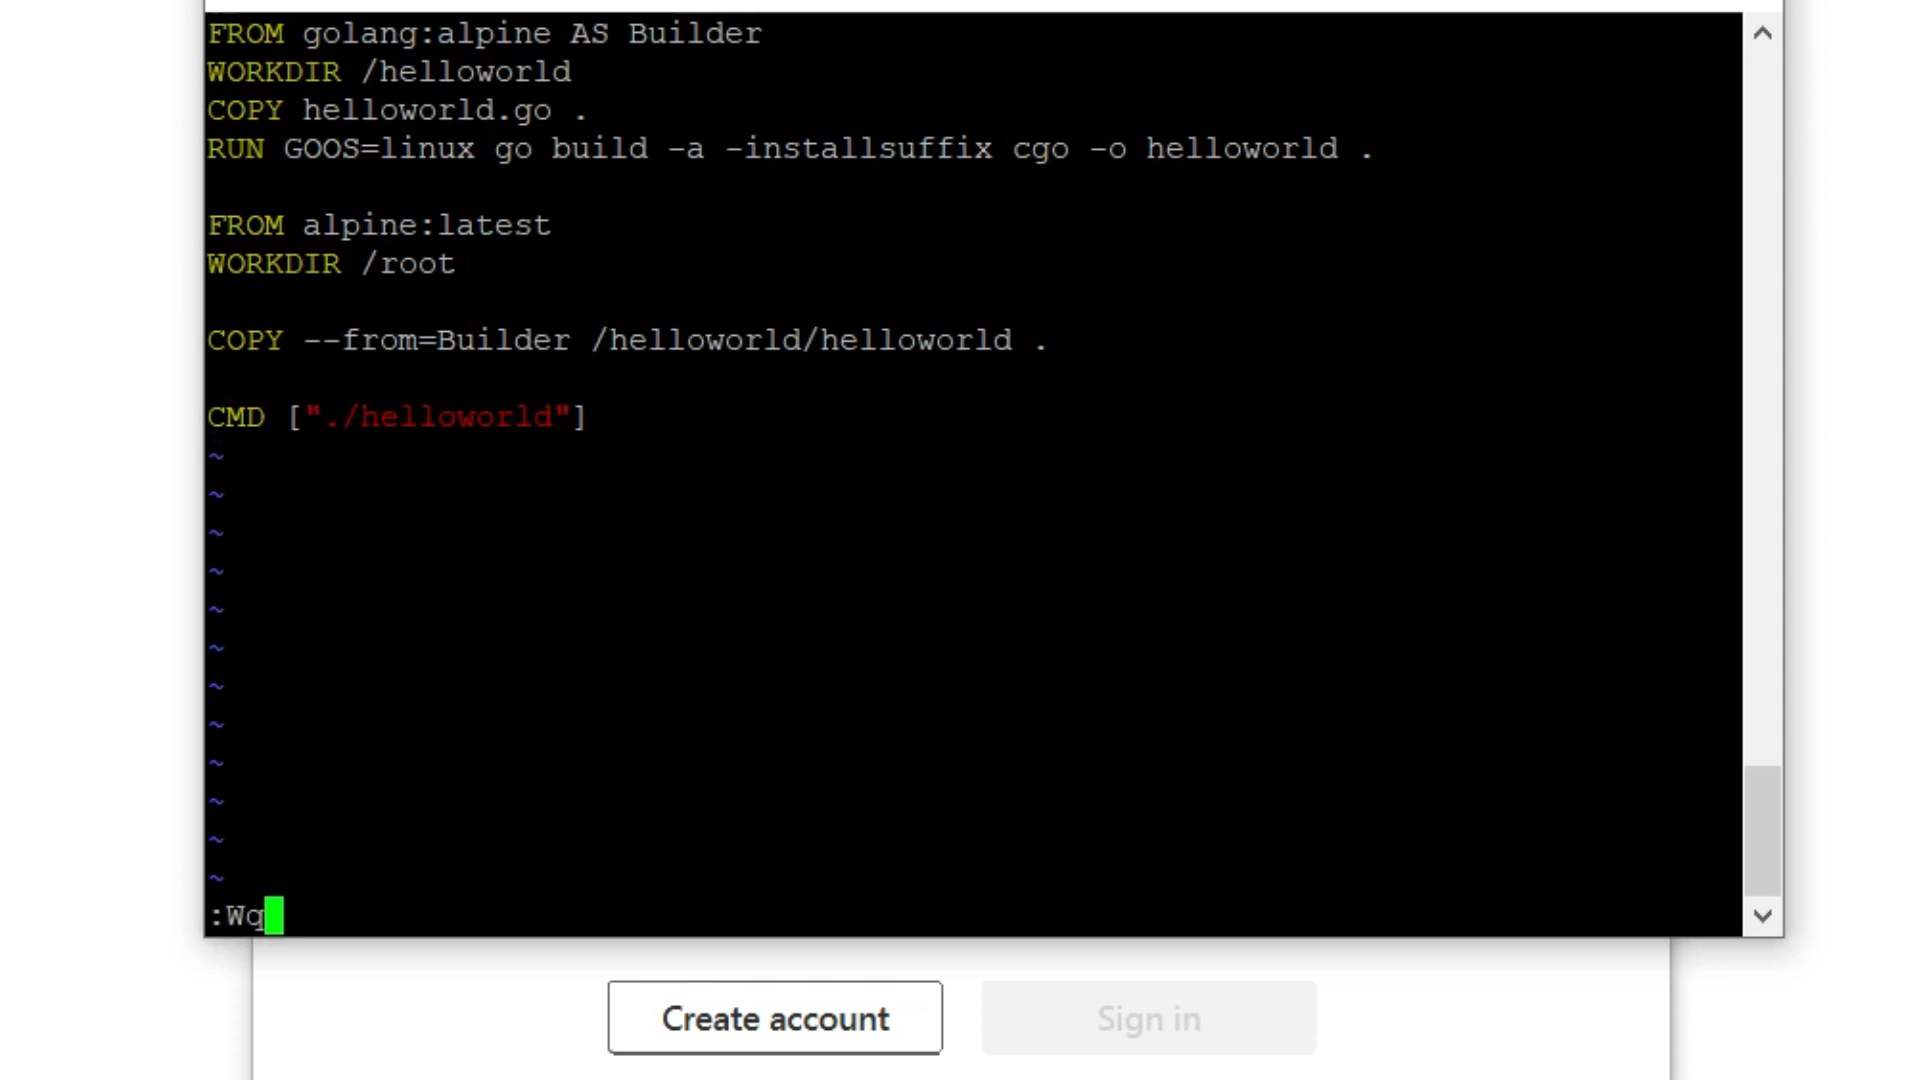 FROM golang:alpine AS Builder
WORKDIR /helloworld
COPY helloworld.go .
RUN GOOS=linux go build -a -installsuffix cgo -o helloworld .
FROM alpine:latest
WORKDIR /root
COPY --from=Builder /helloworld/helloworld .
CMD ["./helloworld"]
~
~
~
~
~
~
~
~
~
~
~
~
:Wq
Create account
Sign in